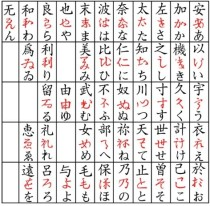 安あ以い宇う衣え於お
加か機き久く計け己こ
左さ之し寸す世せ曽そ
太た知ち川つ天て止と
奈な仁に奴ぬ祢ね乃の
波は比ひ不ふ部へ保ほ
末ま美み武む女め毛も
也や由ゆ与よ
良ら利り留る礼れ呂ろ
和わ為ゐ恵ゑ遠を
无ん